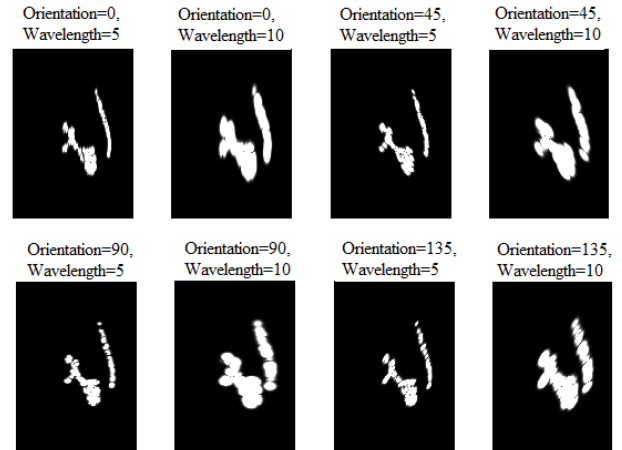 Orientation=0,
Wavelength=5
Orientation=0,
Wavelength=10
Orientation=45,
Wavelength=5
Orientation=45,
Wavelength=10
Orientation=90,
Wavelength=5
Orientation=90,
Wavelength=10
Orientation=135,
Wavelength=5
Orientation=135,
Wavelength=10